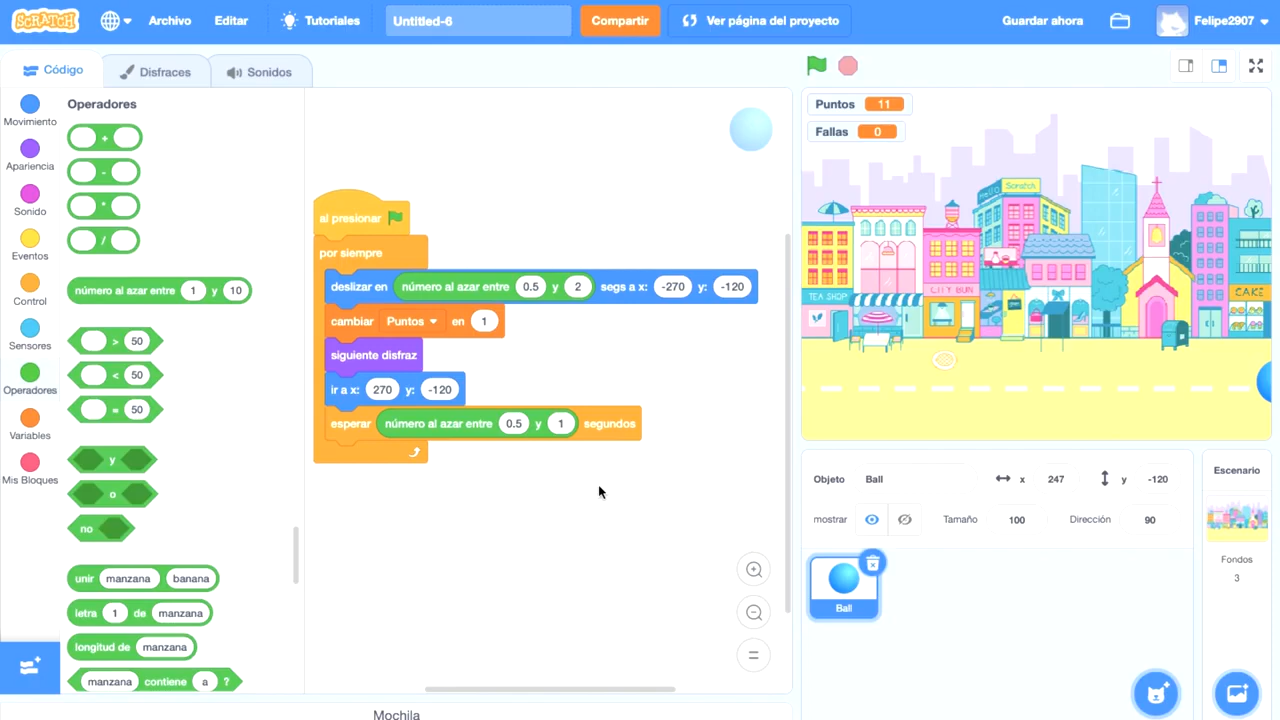 SCRATCH
Archivo
Editar
Tutoriales
Untitled-6
Compartir
Ver página del proyecto
Guardar ahora
Felipe2907
Código
Disfraces
Sonidos
Movimiento
Apariencia
Sonido
Eventos
Control
Sensores
Operadores
Variables
Mis Bloques
Operadores
+
-
*
/
número al azar entre 1 y 10
> 50
< 50
= 50
y
o
no
unir manzana banana
letra 1 de manzana
longitud de manzana
manzana contiene a ?
al presionar
por siempre
deslizar en número al azar entre 0.5 y 2 segs a x: -270 y: -120
cambiar Puntos en 1
siguiente disfraz
ir a x: 270 y: -120
esperar número al azar entre 0.5 y 1 segundos
Mochila
Puntos 11
Fallas 0
Hello Scratch
TEA SHOP
CITY BUN
CAKE
Objeto Ball x 247 y -120
mostrar Tamaño 100 Dirección 90
Ball
Escenario
Fondos
3